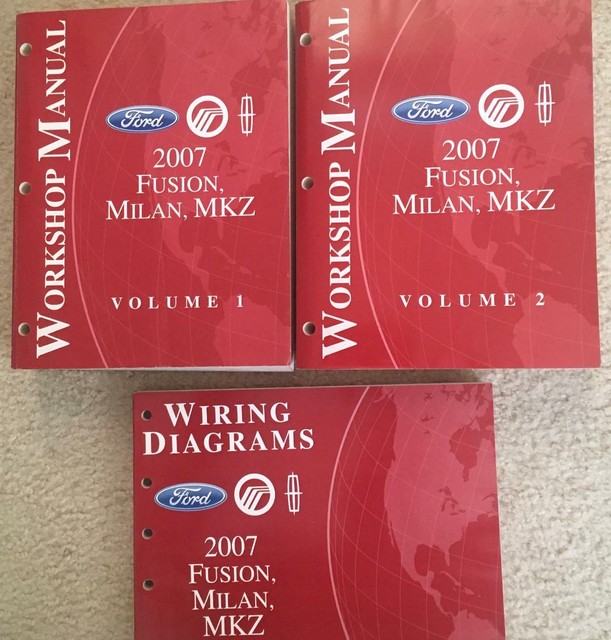 WORKSHOP MANUAL
Ford
2007
FUSION,
MILAN, MKZ
VOLUME 1
WORKSHOP MANUAL
Ford
2007
FUSION,
MILAN, MKZ
VOLUME 2
WIRING
DIAGRAMS
Ford
2007
FUSION,
MILAN,
MKZ